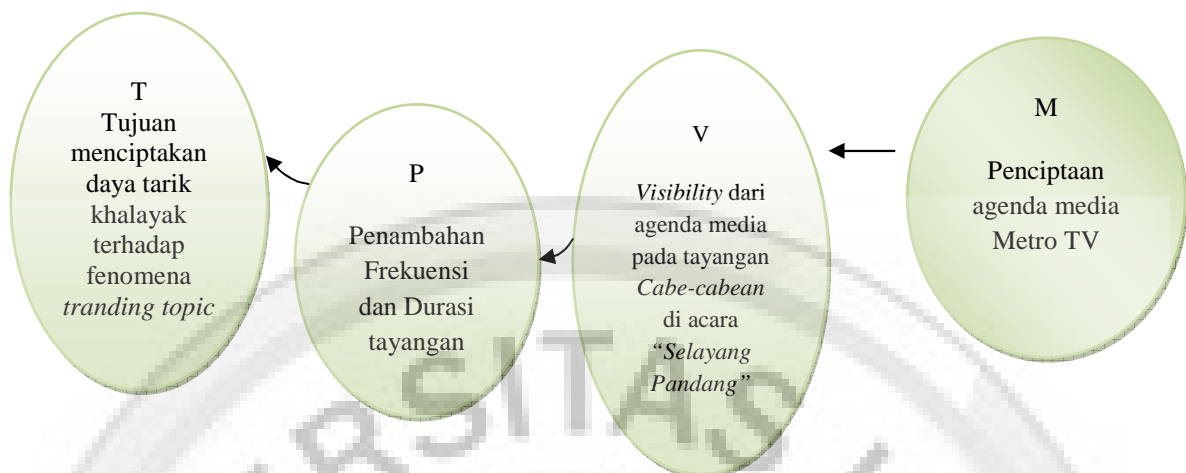 T
Tujuan
menciptakan
daya tarik
khalayak
terhadap
fenomena
tranding topic
P
Penambahan
Frekuensi
dan Durasi
tayangan
V
Visibility dari
agenda media
pada tayangan
Cabe-cabean
di acara
“Selayang
Pandang”
M
Penciptaan
agenda media
Metro TV
RSITAS